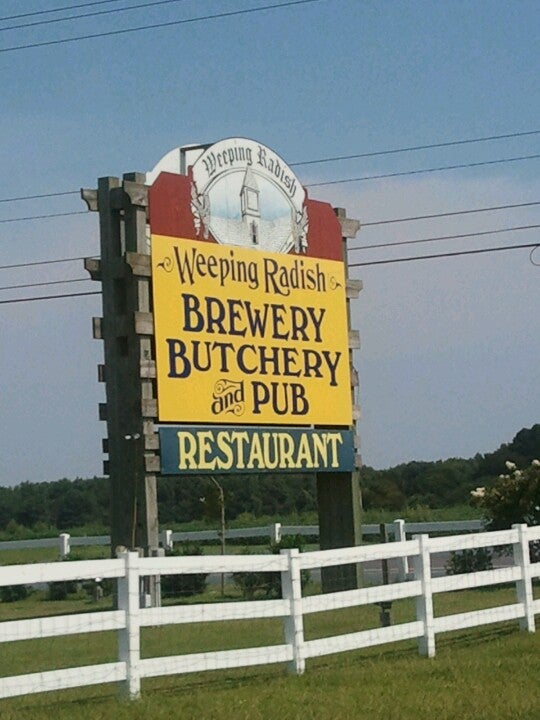 Weeping Radish
Weeping Radish
BREWERY
BUTCHERY
and PUB
RESTAURANT